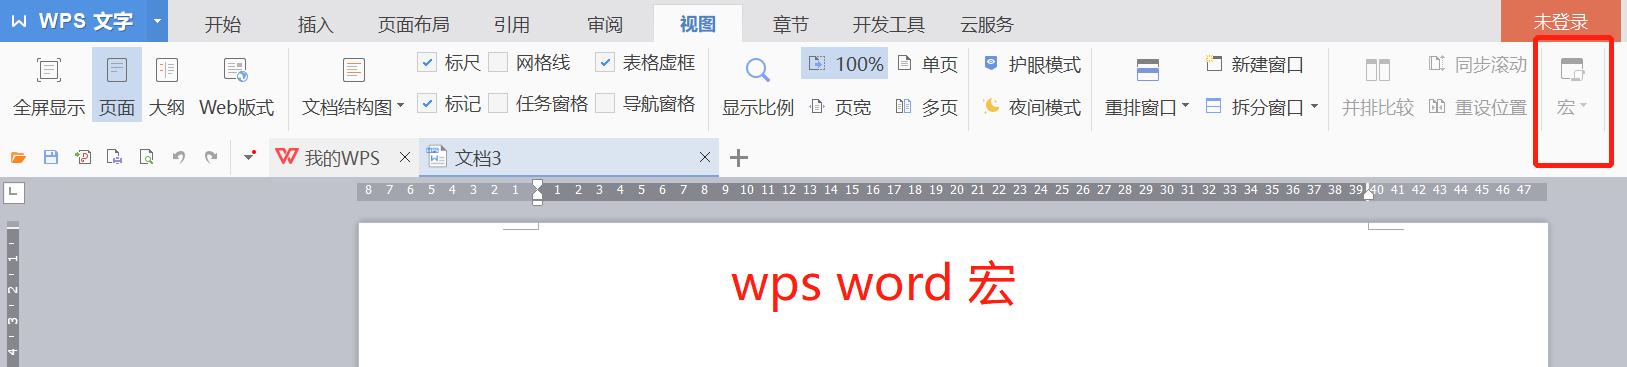 WPS 文字 开始 插入 页面布局 引用 审阅 视图 章节 开发工具 云服务 未登录
标尺 网格线 表格虚框 100% 单页 护眼模式 新建窗口 同步滚动
全屏显示 页面 大纲 Web版式 文档结构图 标记 任务窗格 导航窗格 显示比例 页宽 多页 夜间模式 重排窗口 拆分窗口 并排比较 重设位置 宏
我的WPS 文档3
8 7 6 5 4 3 2 1 1 2 3 4 5 6 7 8 9 10 11 12 13 14 15 16 17 18 19 20 21 22 23 24 25 26 27 28 29 30 31 32 33 34 35 36 37 38 39 40 41 42 43 44 45 46 47
wps word 宏
1
2
3
4